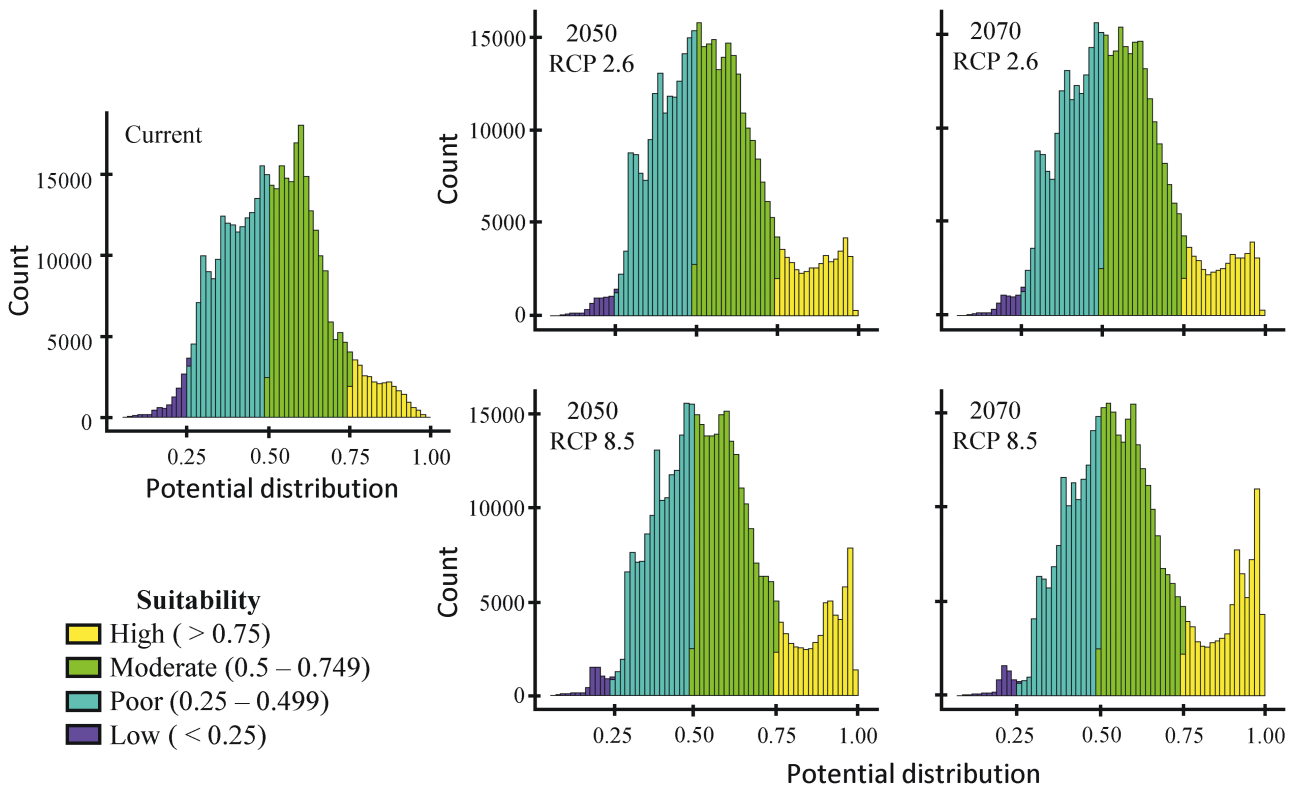 Current
Count
15000
10000
5000
0
0.25 0.50 0.75 1.00
Potential distribution
Suitability
High ( > 0.75)
Moderate (0.5 – 0.749)
Poor (0.25 – 0.499)
Low ( < 0.25)
2050
RCP 2.6
Count
15000
10000
5000
0
2070
RCP 2.6
2050
RCP 8.5
Count
15000
10000
5000
0
0.25 0.50 0.75 1.00
2070
RCP 8.5
0.25 0.50 0.75 1.00
Potential distribution